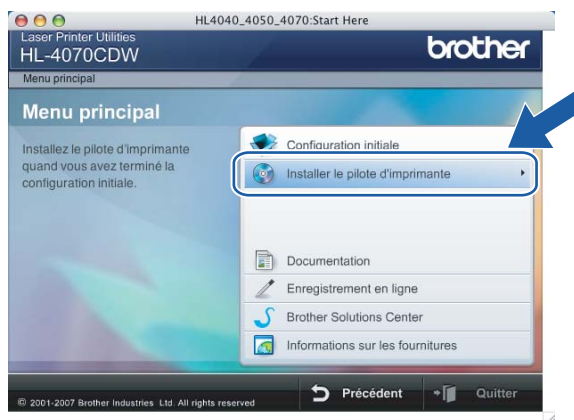 HL4040_4050_4070:Start Here
Laser Printer Utilities
HL-4070CDW
brother
Menu principal
Menu principal
Installez le pilote d'imprimante
quand vous avez terminé la
configuration initiale.
Configuration initiale
Installer le pilote d'imprimante
Documentation
Enregistrement en ligne
Brother Solutions Center
Informations sur les fournitures
© 2001-2007 Brother Industries Ltd. All rights reserved
Précédent
Quitter